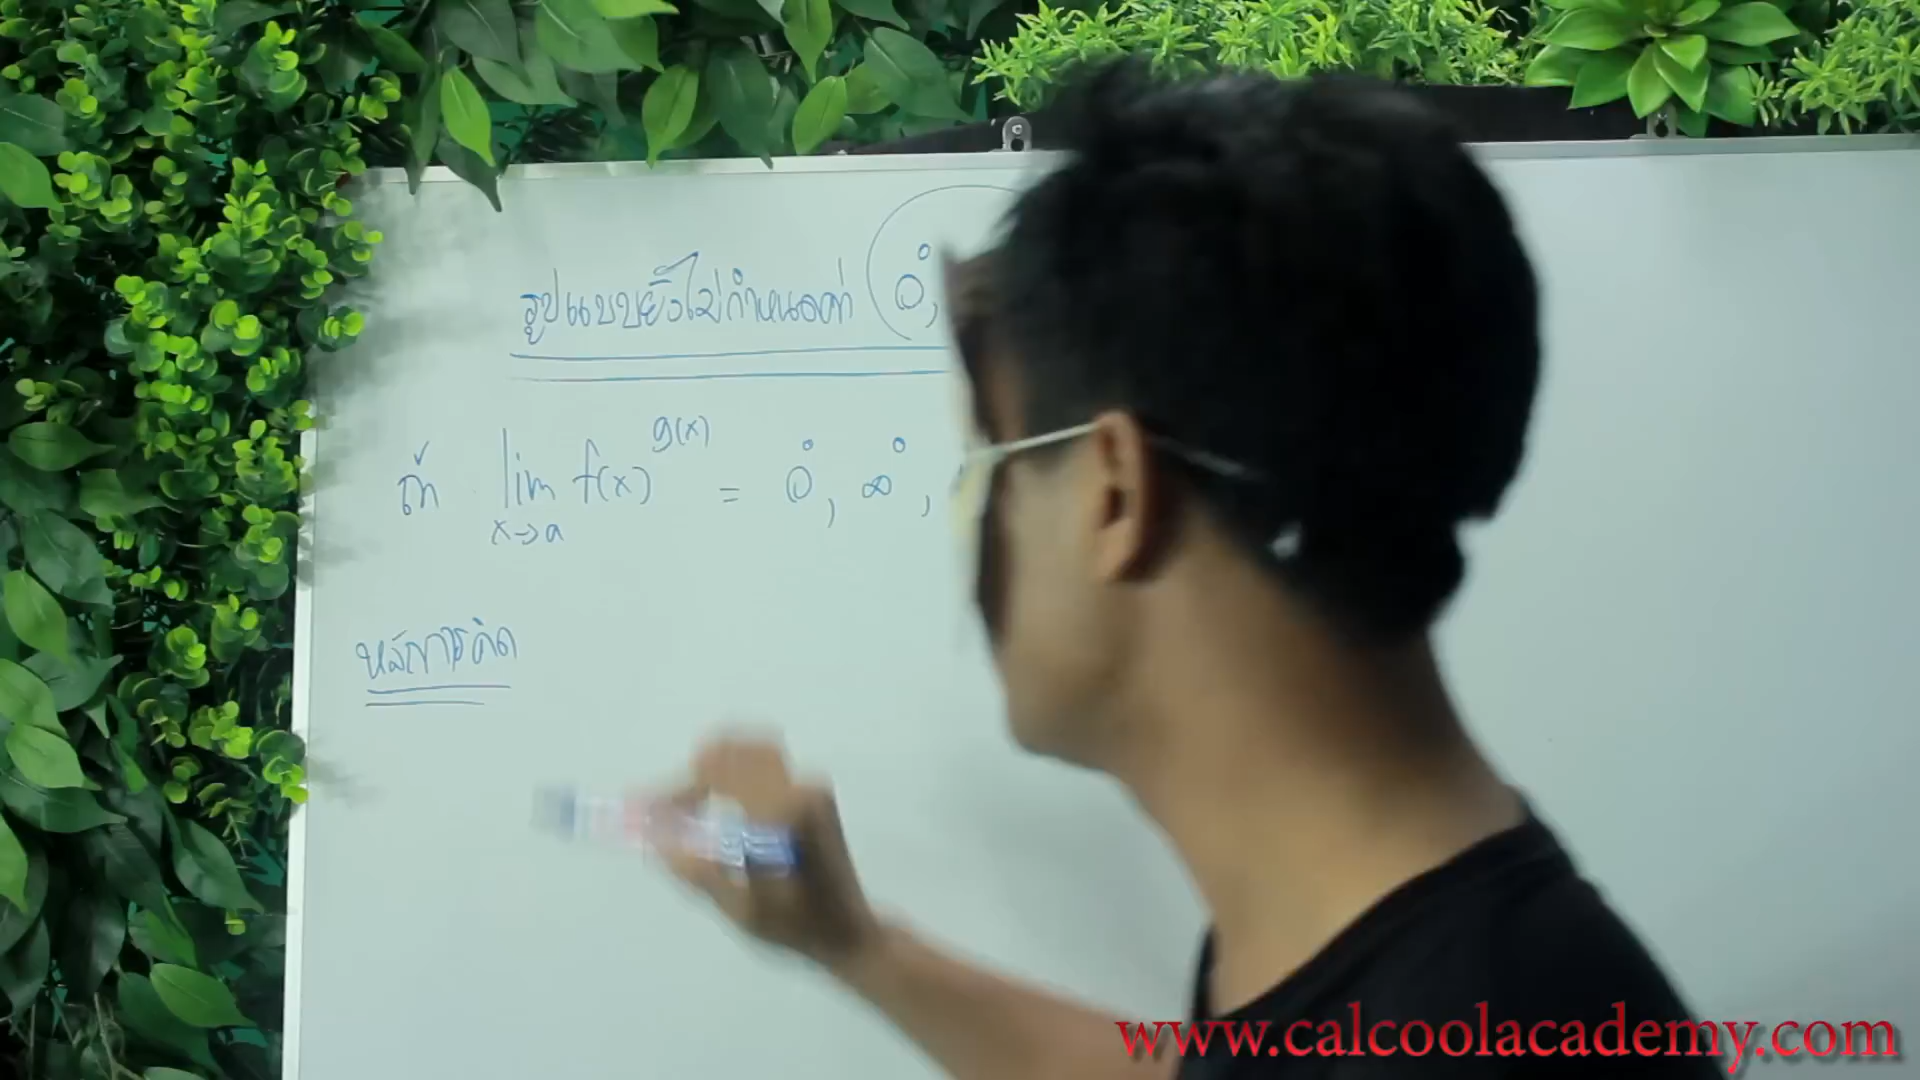 รูปแบบยังไม่กำหนดค่า (0⁰,
ถ้า lim f(x)^g(x) = 0⁰, ∞⁰,
x→a
หลักการคิด
www.calcoolacademy.com